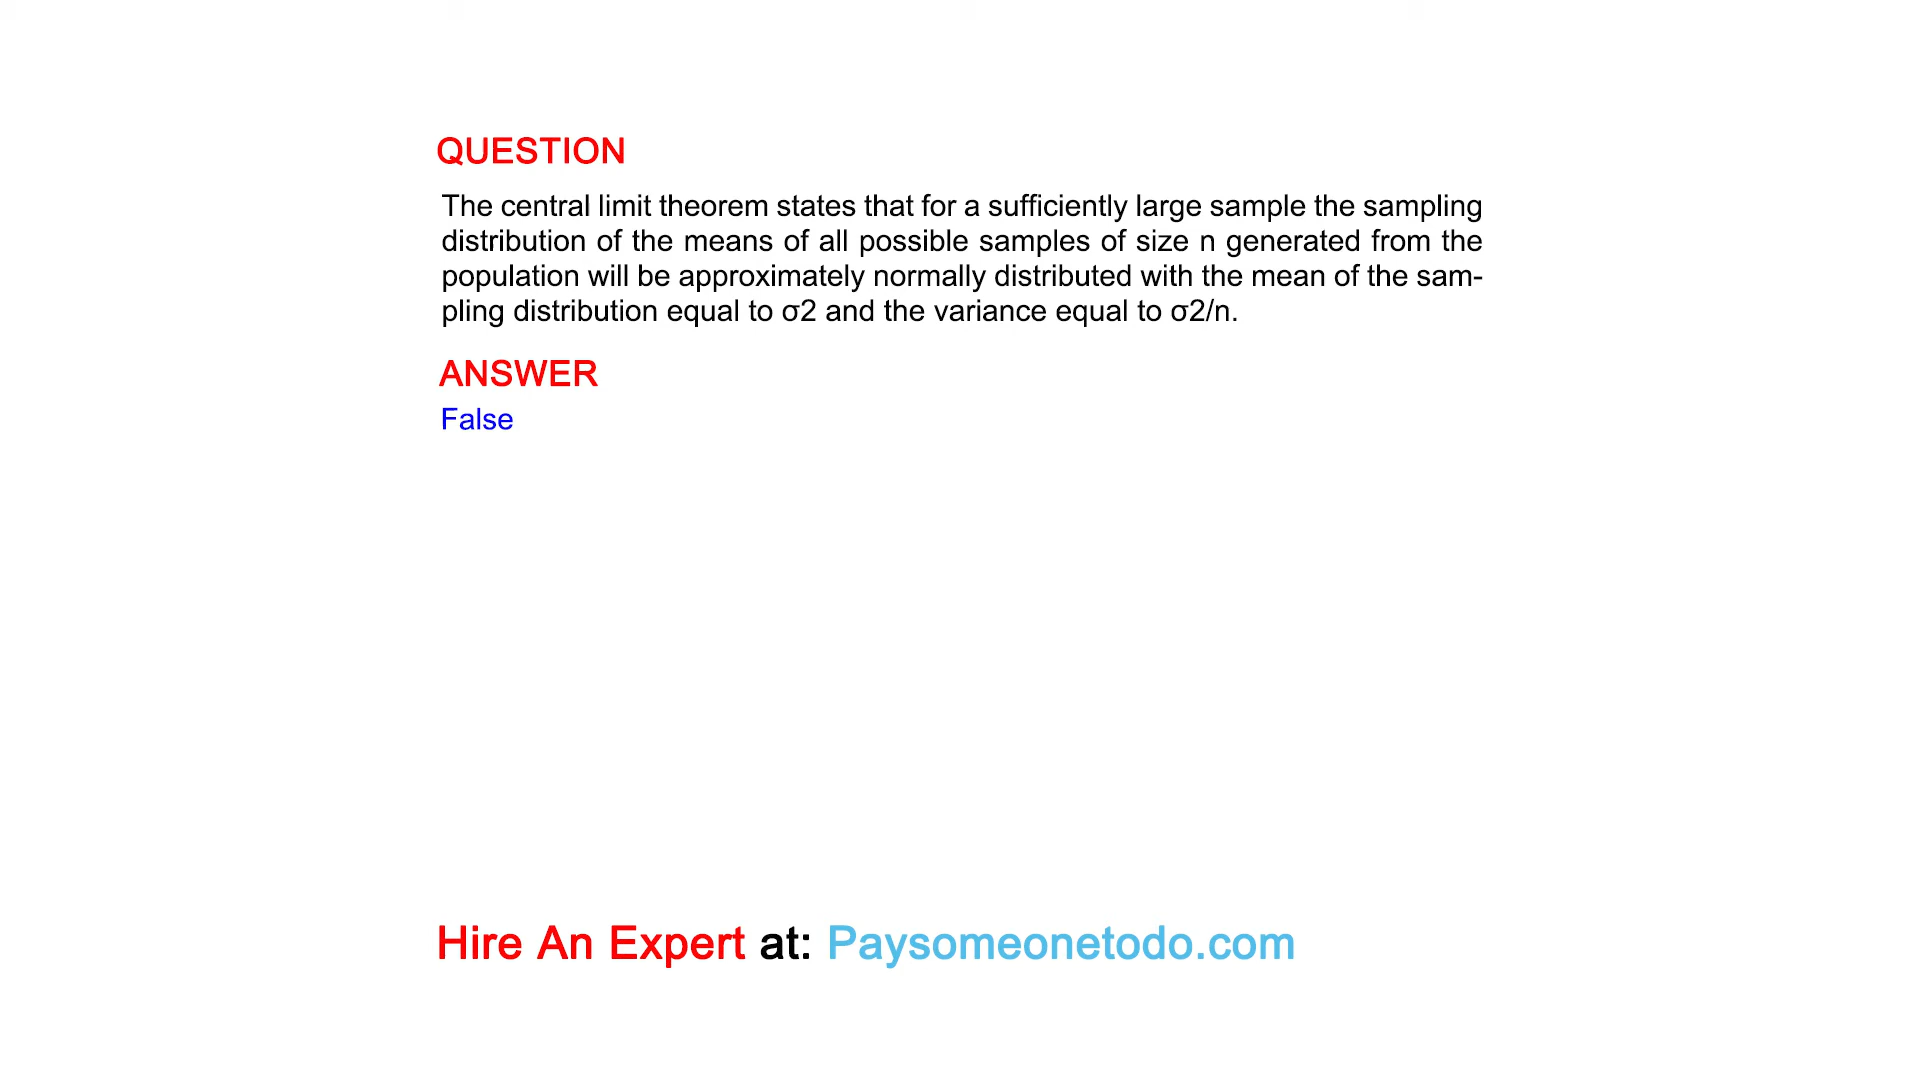 QUESTION
The central limit theorem states that for a sufficiently large sample the sampling
distribution of the means of all possible samples of size n generated from the
population will be approximately normally distributed with the mean of the sam-
pling distribution equal to σ2 and the variance equal to σ2/n.
ANSWER
False
Hire An Expert at: Paysomeonetodo.com